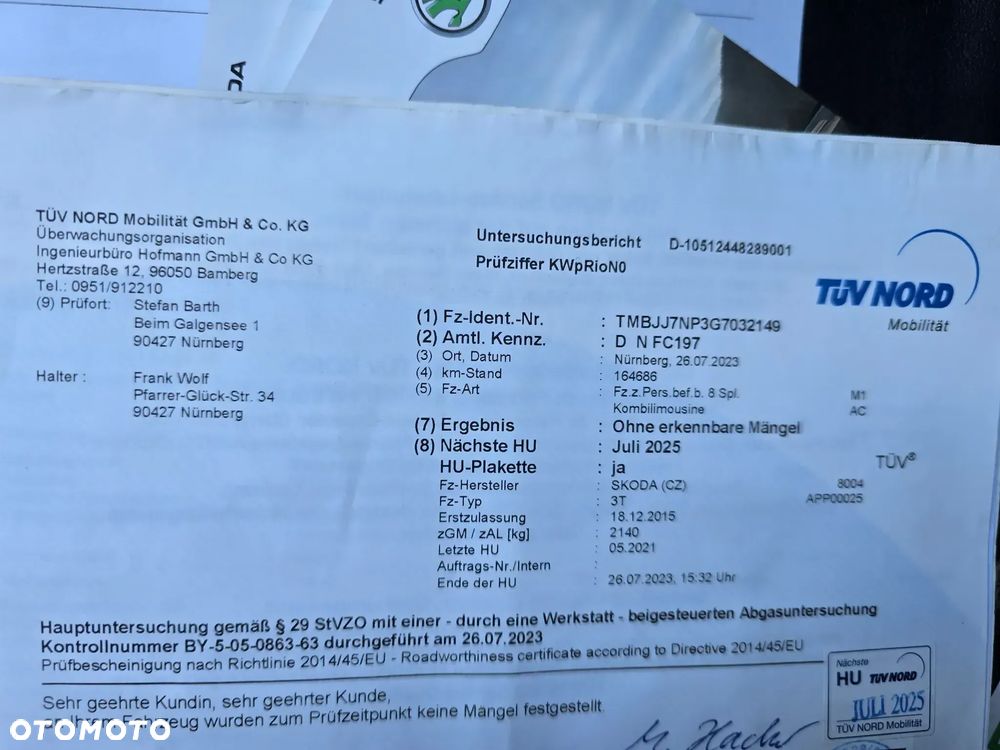 DA
TÜV NORD Mobilität GmbH & Co. KG
Überwachungsorganisation
Ingenieurbüro Hofmann GmbH & Co KG
Hertzstraße 12, 96050 Bamberg
Tel.: 0951/912210
(9) Prüfort: Stefan Barth
Beim Galgensee 1
90427 Nürnberg
Halter : Frank Wolf
Pfarrer-Glück-Str. 34
90427 Nürnberg
Untersuchungsbericht D-10512448289001
Prüfziffer KWpRioN0
TÜV NORD
Mobilität
(1) Fz-Ident.-Nr. : TMBJJ7NP3G7032149
(2) Amtl. Kennz. : D N FC197
(3) Ort, Datum : Nürnberg, 26.07.2023
(4) km-Stand : 164686
(5) Fz-Art : Fz.z.Pers.bef.b. 8 Spl. M1
Kombilimousine AC
(7) Ergebnis : Ohne erkennbare Mängel
(8) Nächste HU : Juli 2025
HU-Plakette : ja TÜV®
Fz-Hersteller : SKODA (CZ) 8004
Fz-Typ : 3T APP00025
Erstzulassung : 18.12.2015
zGM / zAL [kg] : 2140
Letzte HU : 05.2021
Auftrags-Nr./Intern :
Ende der HU : 26.07.2023, 15:32 Uhr
Hauptuntersuchung gemäß § 29 StVZO mit einer - durch eine Werkstatt - beigesteuerten Abgasuntersuchung
Kontrollnummer BY-5-05-0863-63 durchgeführt am 26.07.2023
Prüfbescheinigung nach Richtlinie 2014/45/EU - Roadworthiness certificate according to Directive 2014/45/EU
Sehr geehrte Kundin, sehr geehrter Kunde,
an Ihrem Fahrzeug wurden zum Prüfzeitpunkt keine Mängel festgestellt.
Nächste
HU TÜV NORD
JULI 2025
TÜV NORD Mobilität
OTOMOTO